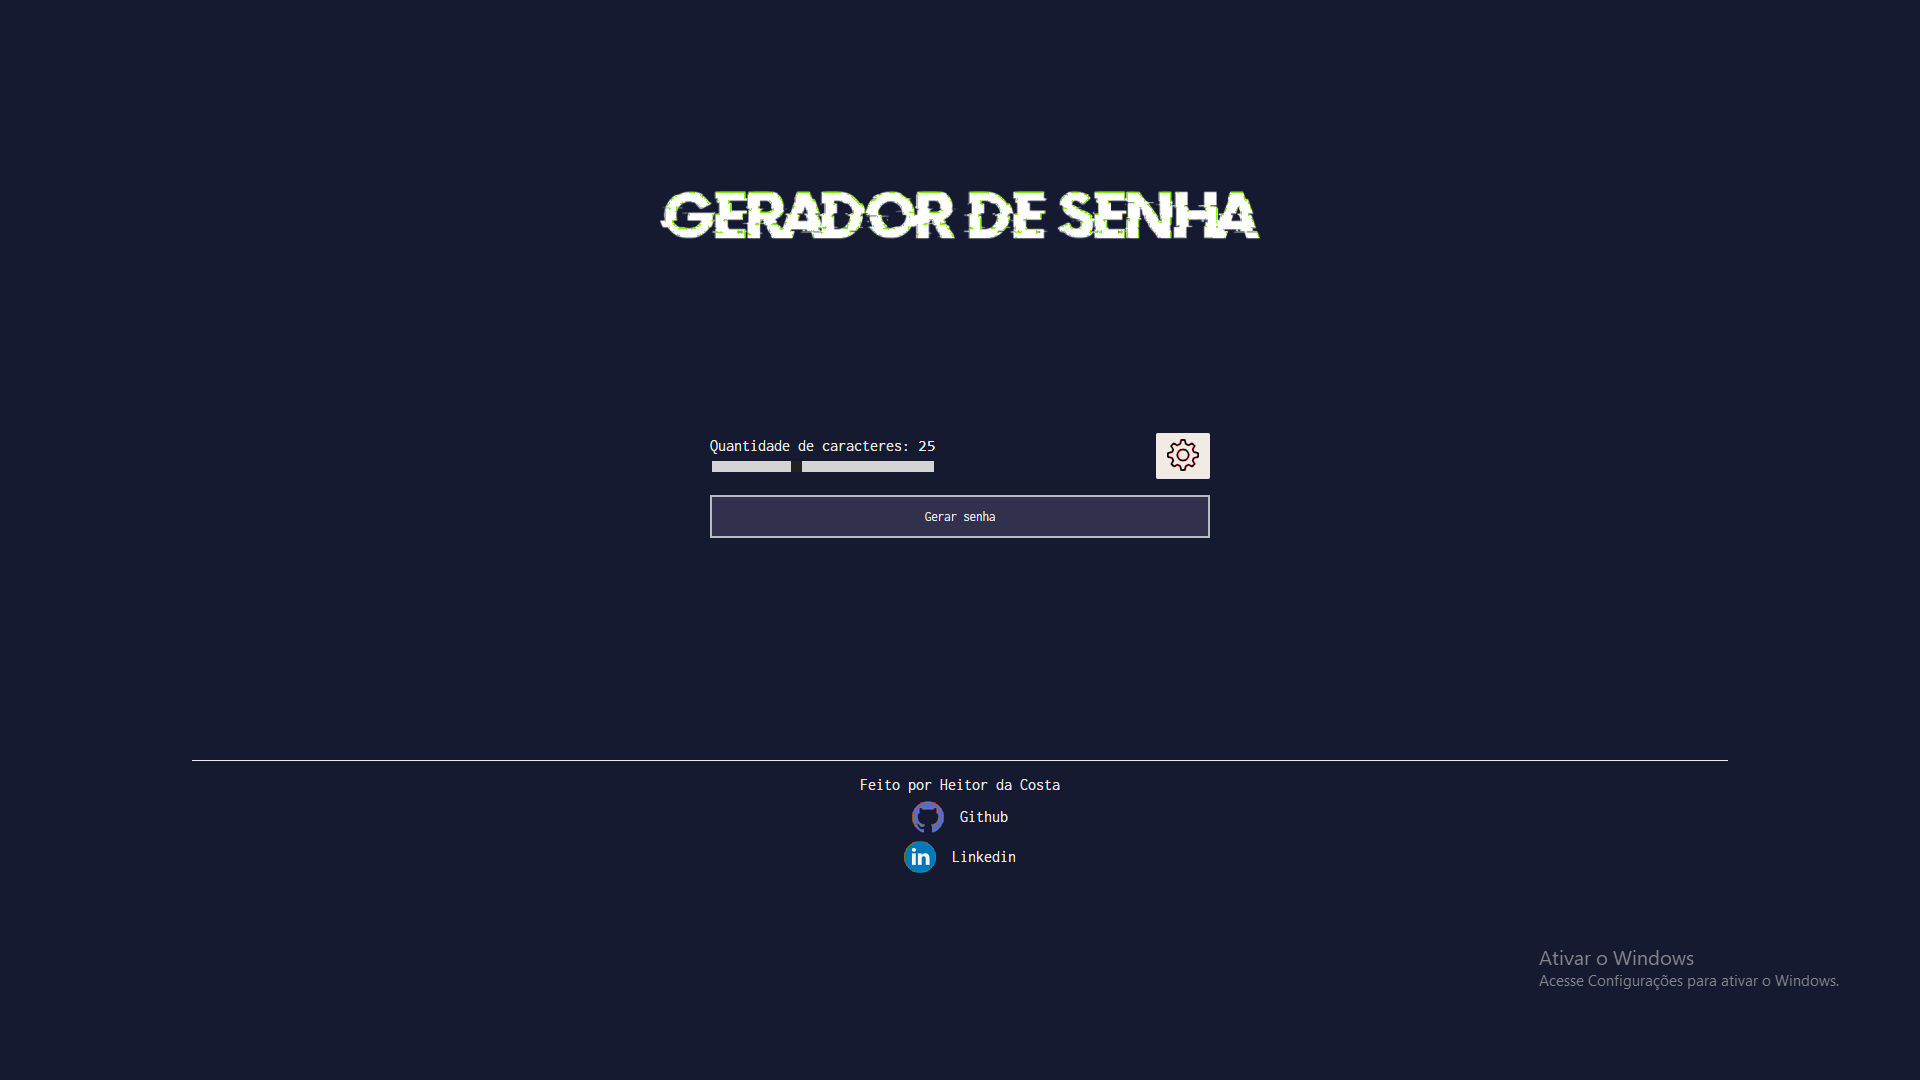 GERADOR DE SENHA
Quantidade de caracteres: 25
Gerar senha
Feito por Heitor da Costa
Github
in Linkedin
Ativar o Windows
Acesse Configurações para ativar o Windows.